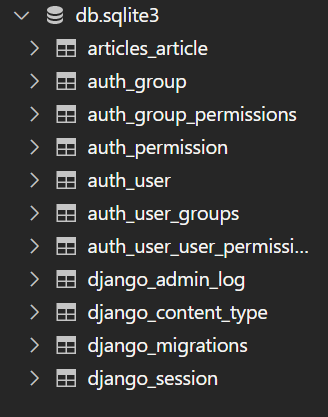 db.sqlite3
articles_article
auth_group
auth_group_permissions
auth_permission
auth_user
auth_user_groups
auth_user_user_permissi...
django_admin_log
django_content_type
django_migrations
django_session